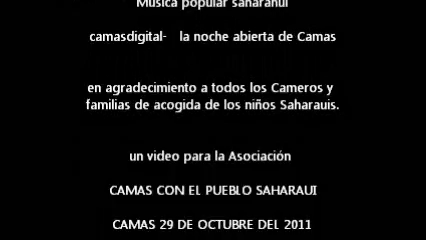 Musica popular saharaui
camasdigital- la noche abierta de Camas
en agradecimiento a todos los Cameros y
familias de acogida de los niños Saharauis.
un video para la Asociación
CAMAS CON EL PUEBLO SAHARAUI
CAMAS 29 DE OCTUBRE DEL 2011